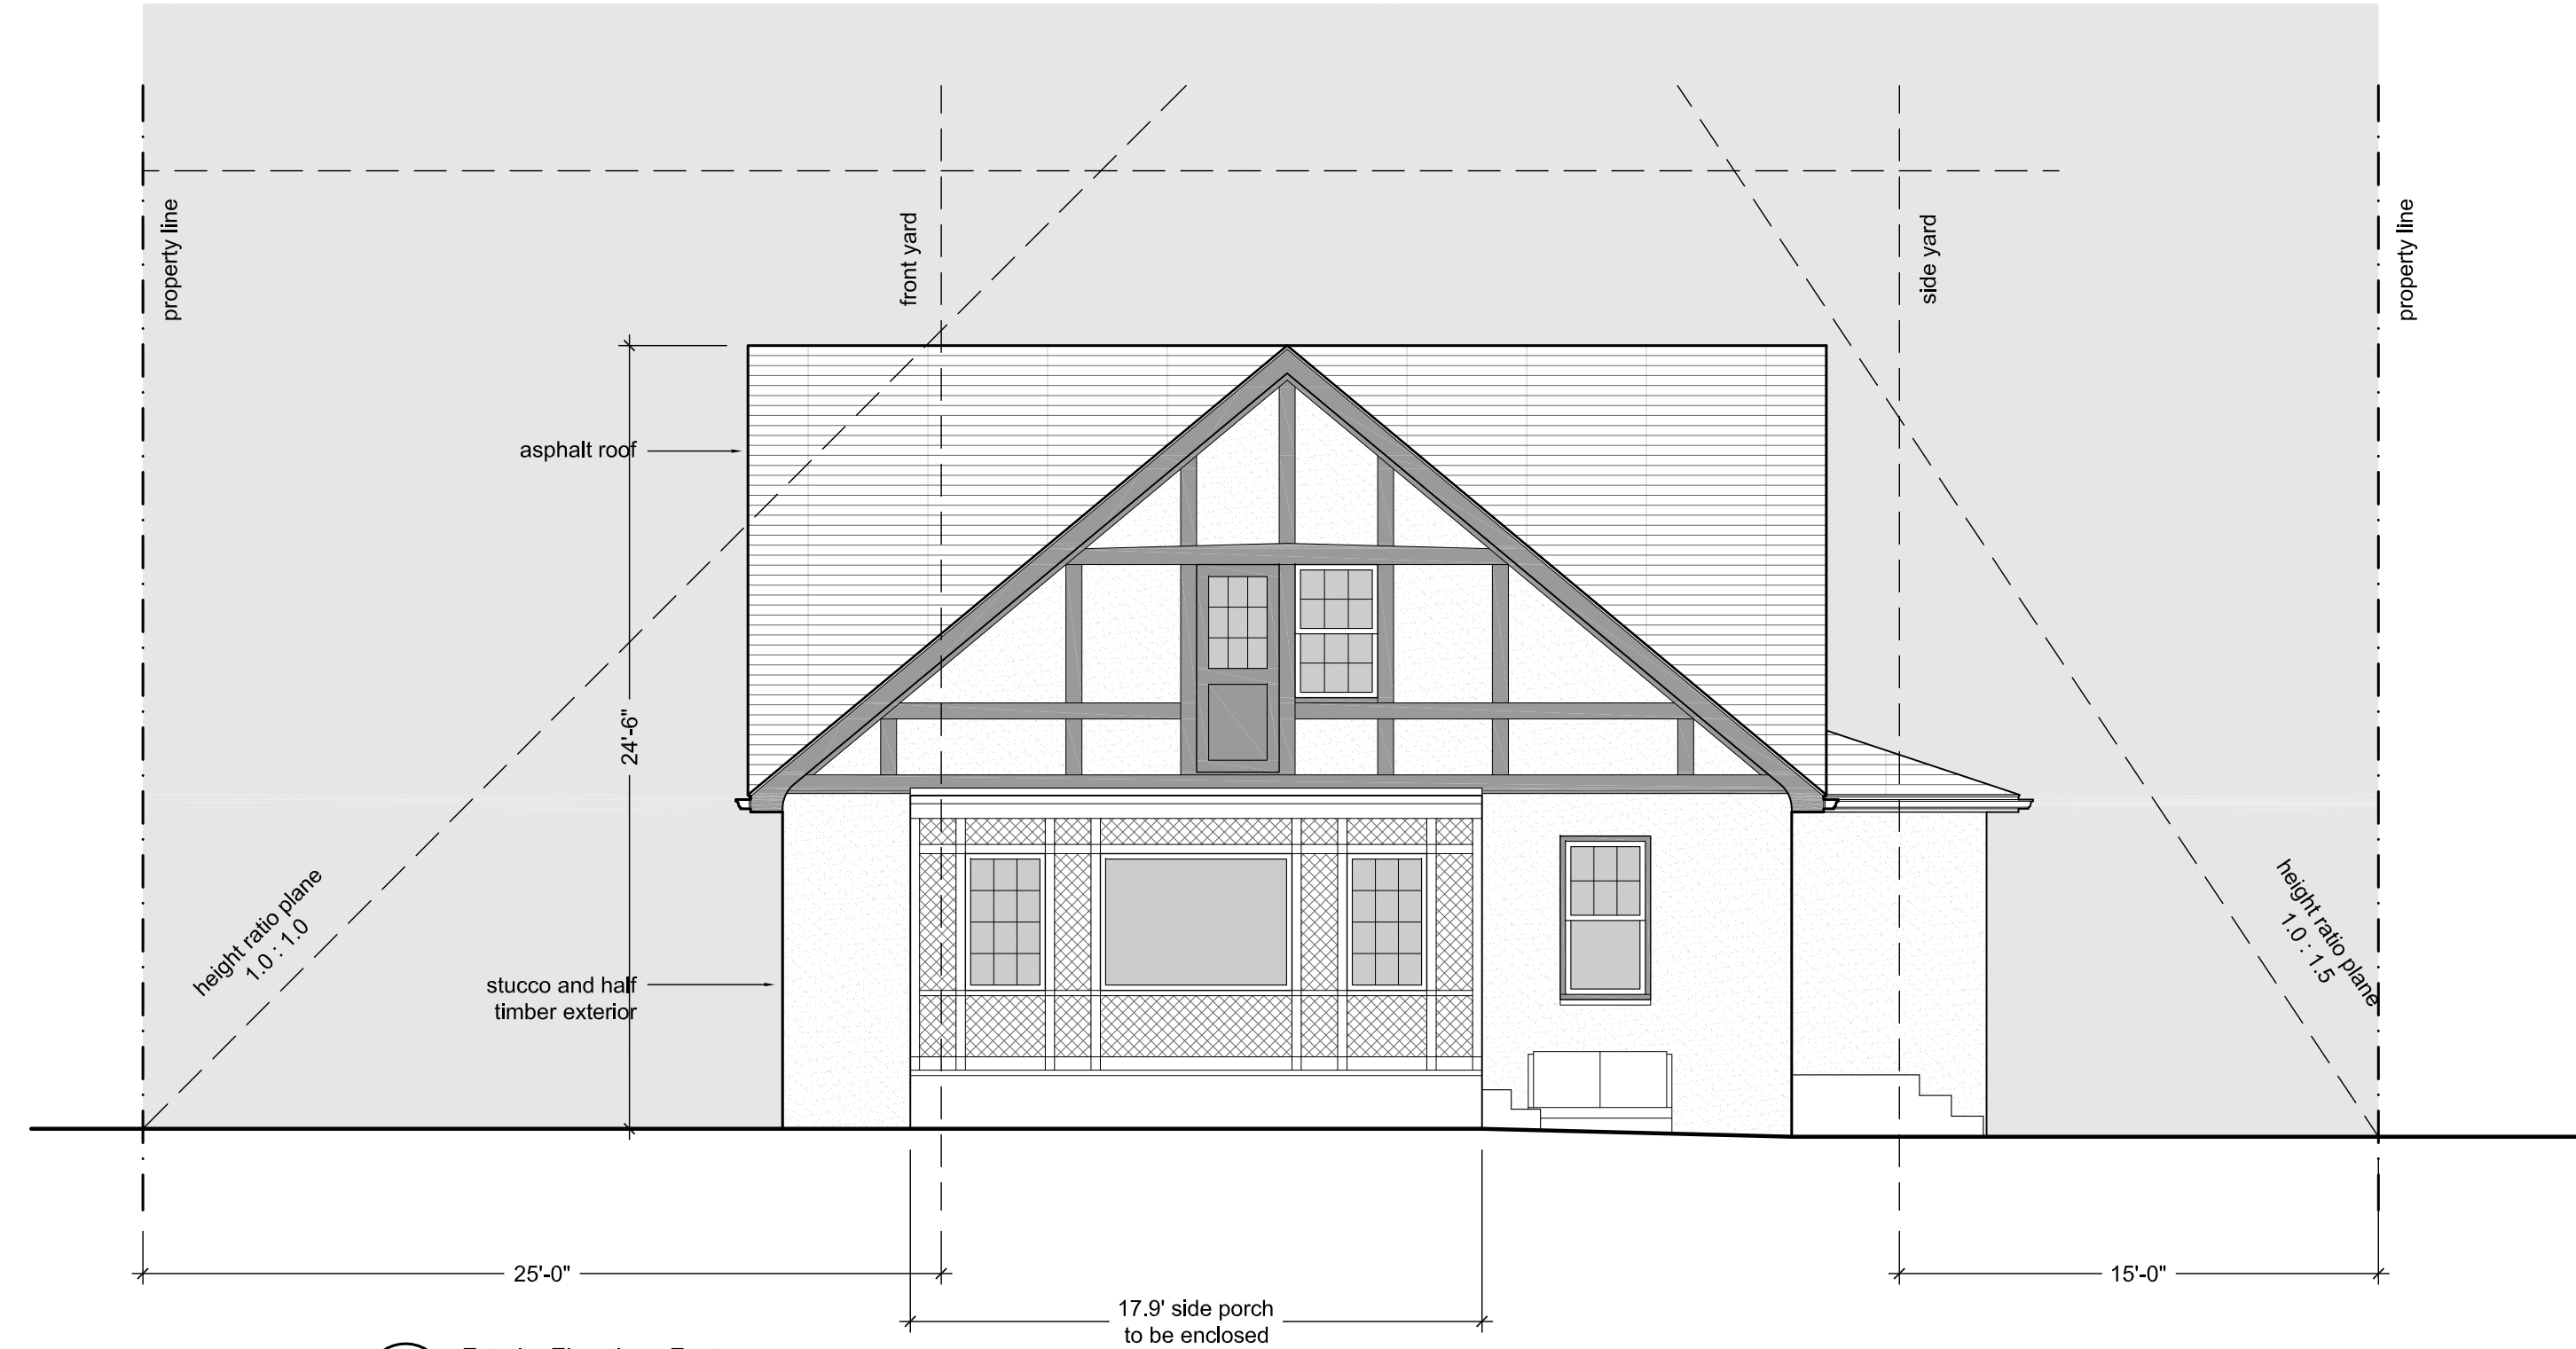 property line
front yard
side yard
property line
asphalt roof
24'-6"
height ratio plane
1.0 : 1.0
height ratio plane
1.0 : 1.5
stucco and half
timber exterior
25'-0"
15'-0"
17.9' side porch
to be enclosed